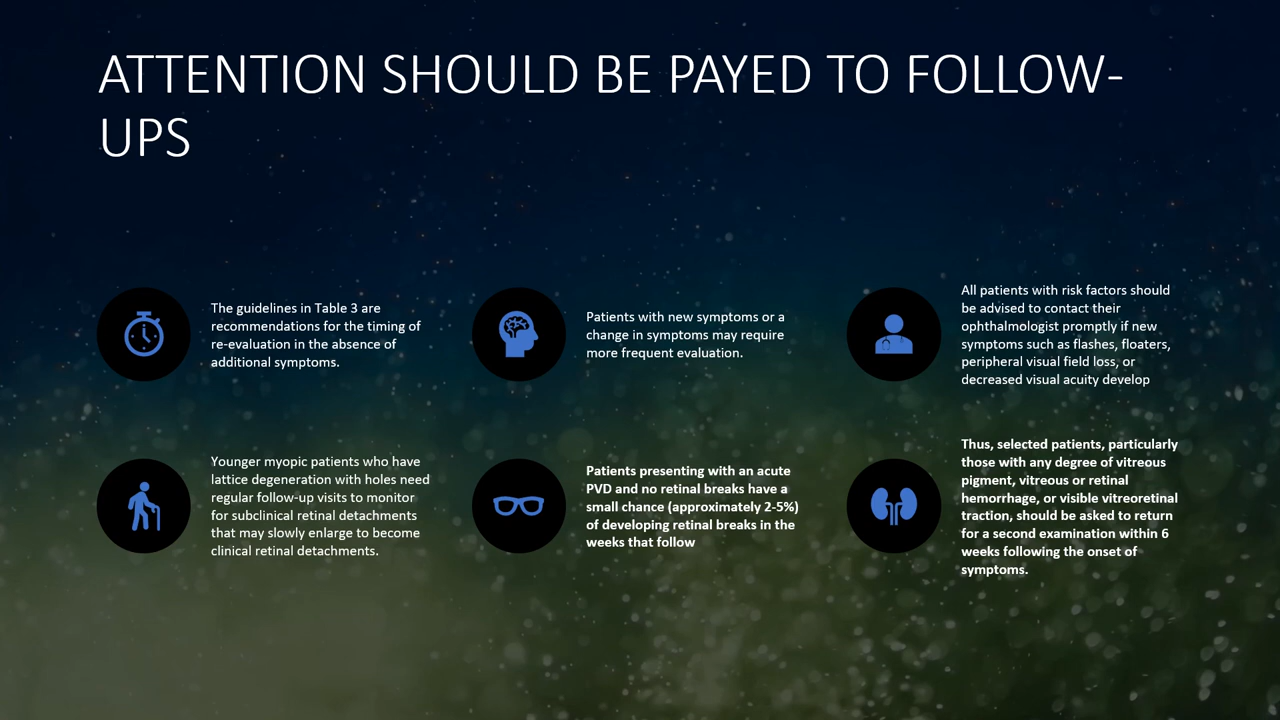 ATTENTION SHOULD BE PAYED TO FOLLOW-
UPS
The guidelines in Table 3 are
recommendations for the timing of
re-evaluation in the absence of
additional symptoms.
Patients with new symptoms or a
change in symptoms may require
more frequent evaluation.
All patients with risk factors should
be advised to contact their
ophthalmologist promptly if new
symptoms such as flashes, floaters,
peripheral visual field loss, or
decreased visual acuity develop
Younger myopic patients who have
lattice degeneration with holes need
regular follow-up visits to monitor
for subclinical retinal detachments
that may slowly enlarge to become
clinical retinal detachments.
Patients presenting with an acute
PVD and no retinal breaks have a
small chance (approximately 2-5%)
of developing retinal breaks in the
weeks that follow
Thus, selected patients, particularly
those with any degree of vitreous
pigment, vitreous or retinal
hemorrhage, or visible vitreoretinal
traction, should be asked to return
for a second examination within 6
weeks following the onset of
symptoms.